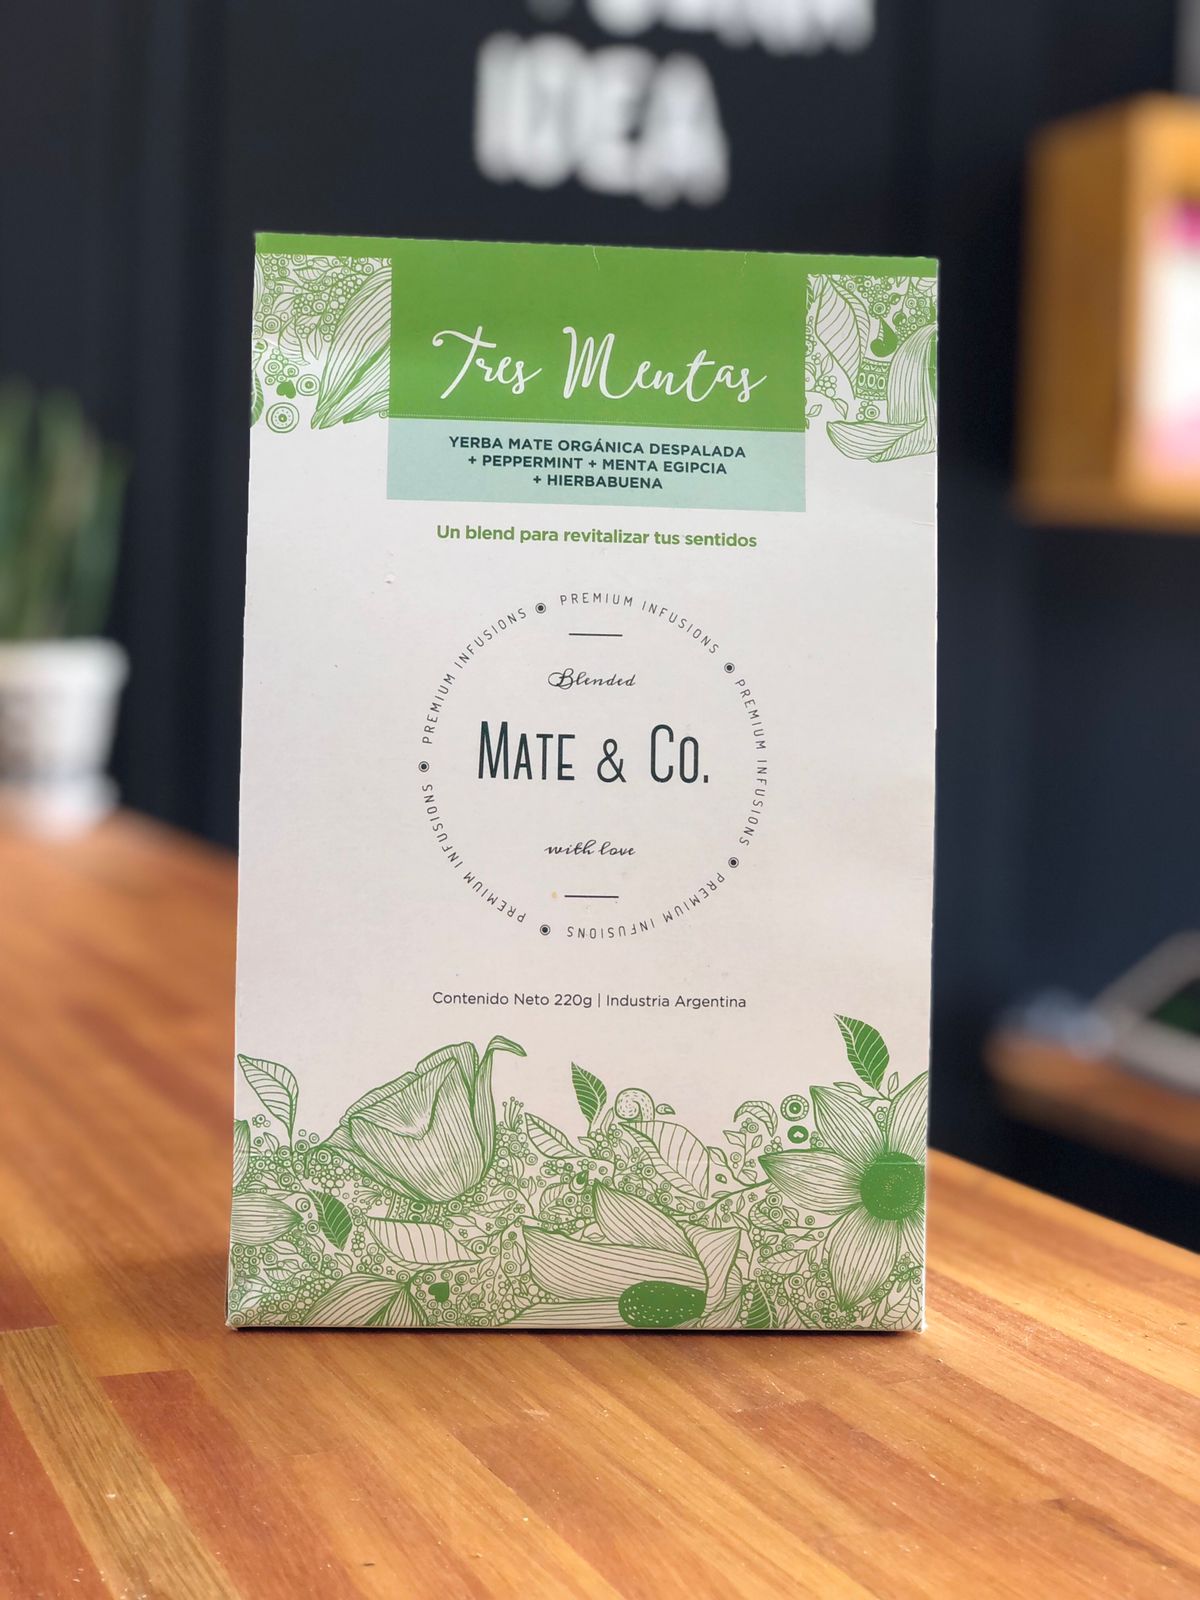 IDEA
Tres Mentas
YERBA MATE ORGÁNICA DESPALADA
+ PEPPERMINT + MENTA EGIPCIA
+ HIERBABUENA
Un blend para revitalizar tus sentidos
PREMIUM INFUSIONS
PREMIUM INFUSIONS
PREMIUM INFUSIONS
PREMIUM INFUSIONS
PREMIUM INFUSIONS
Blended
MATE & CO.
with love
Contenido Neto 220g | Industria Argentina